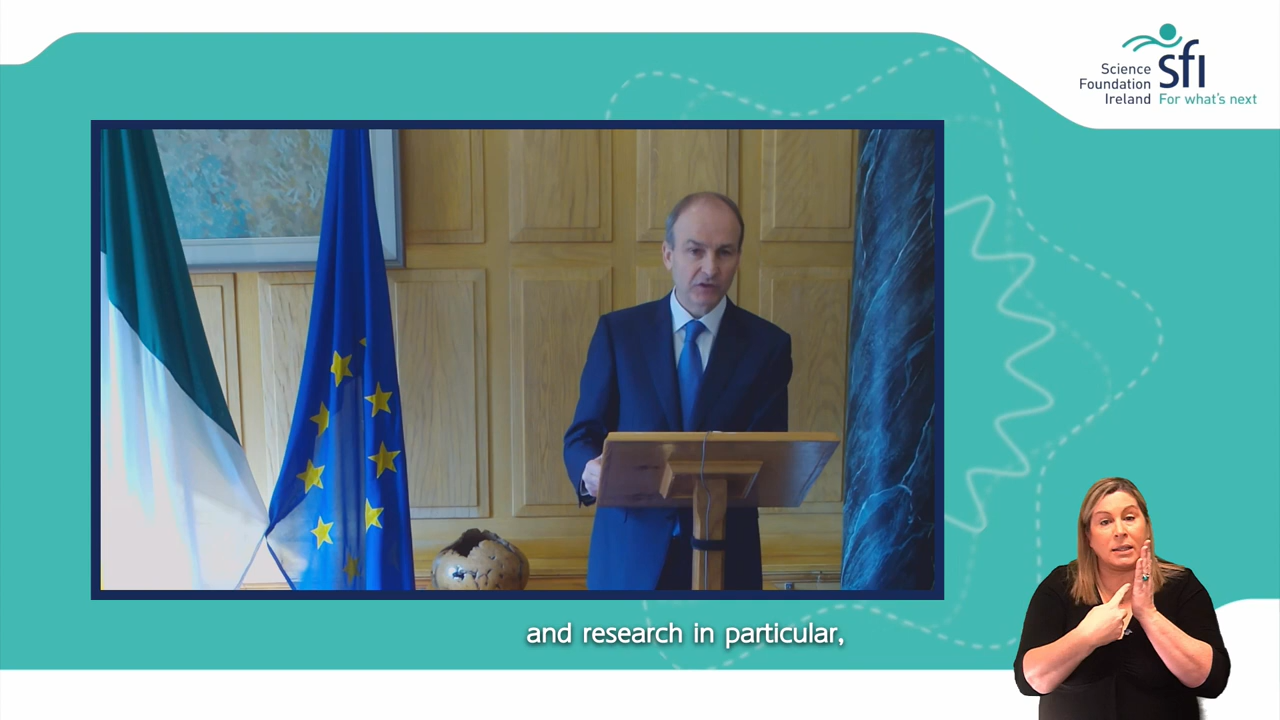 Science
Foundation
Ireland
sfi
For what's next
and research in particular,